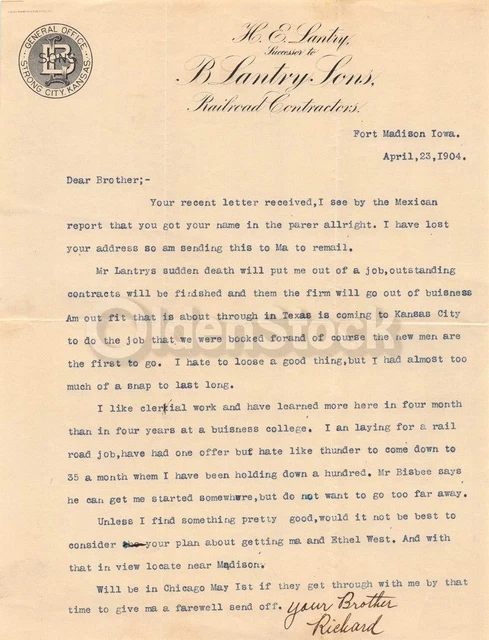 GENERAL OFFICE
B L
SONS
STRONG CITY, KANSAS.
H. E. Lantry,
Successor to
B. Lantry Sons,
Railroad Contractors.
Fort Madison Iowa.
April,23,1904.
Dear Brother;-
Your recent letter received,I see by the Mexican
report that you got your name in the parer allright. I have lost
your address so am sending this to Ma to remail.
Mr Lantrys sudden death will put me out of a job,outstanding
contracts will be finished and them the firm will go out of buisness
Am out fit that is about through in Texas is coming to Kansas City
to do the job that we were booked forand of course the new men are
the first to go. I hate to loose a good thing,but I had almost too
much of a snap to last long.
I like clerkial work and have learned more here in four month
than in four years at a buisness college. I an laying for a rail
road job,have had one offer buf hate like thunder to come down to
35 a month whem I have been holding down a hundred. Mr Bisbee says
he can get me started somewhere,but do not want to go too far away.
Unless I find something pretty good,would it not be best to
consider the your plan about getting ma and Ethel West. And with
that in view locate near Madison.
Will be in Chicago May Ist if they get through with me by that
time to give ma a farewell send off. your Brother
Richard
OldenStock